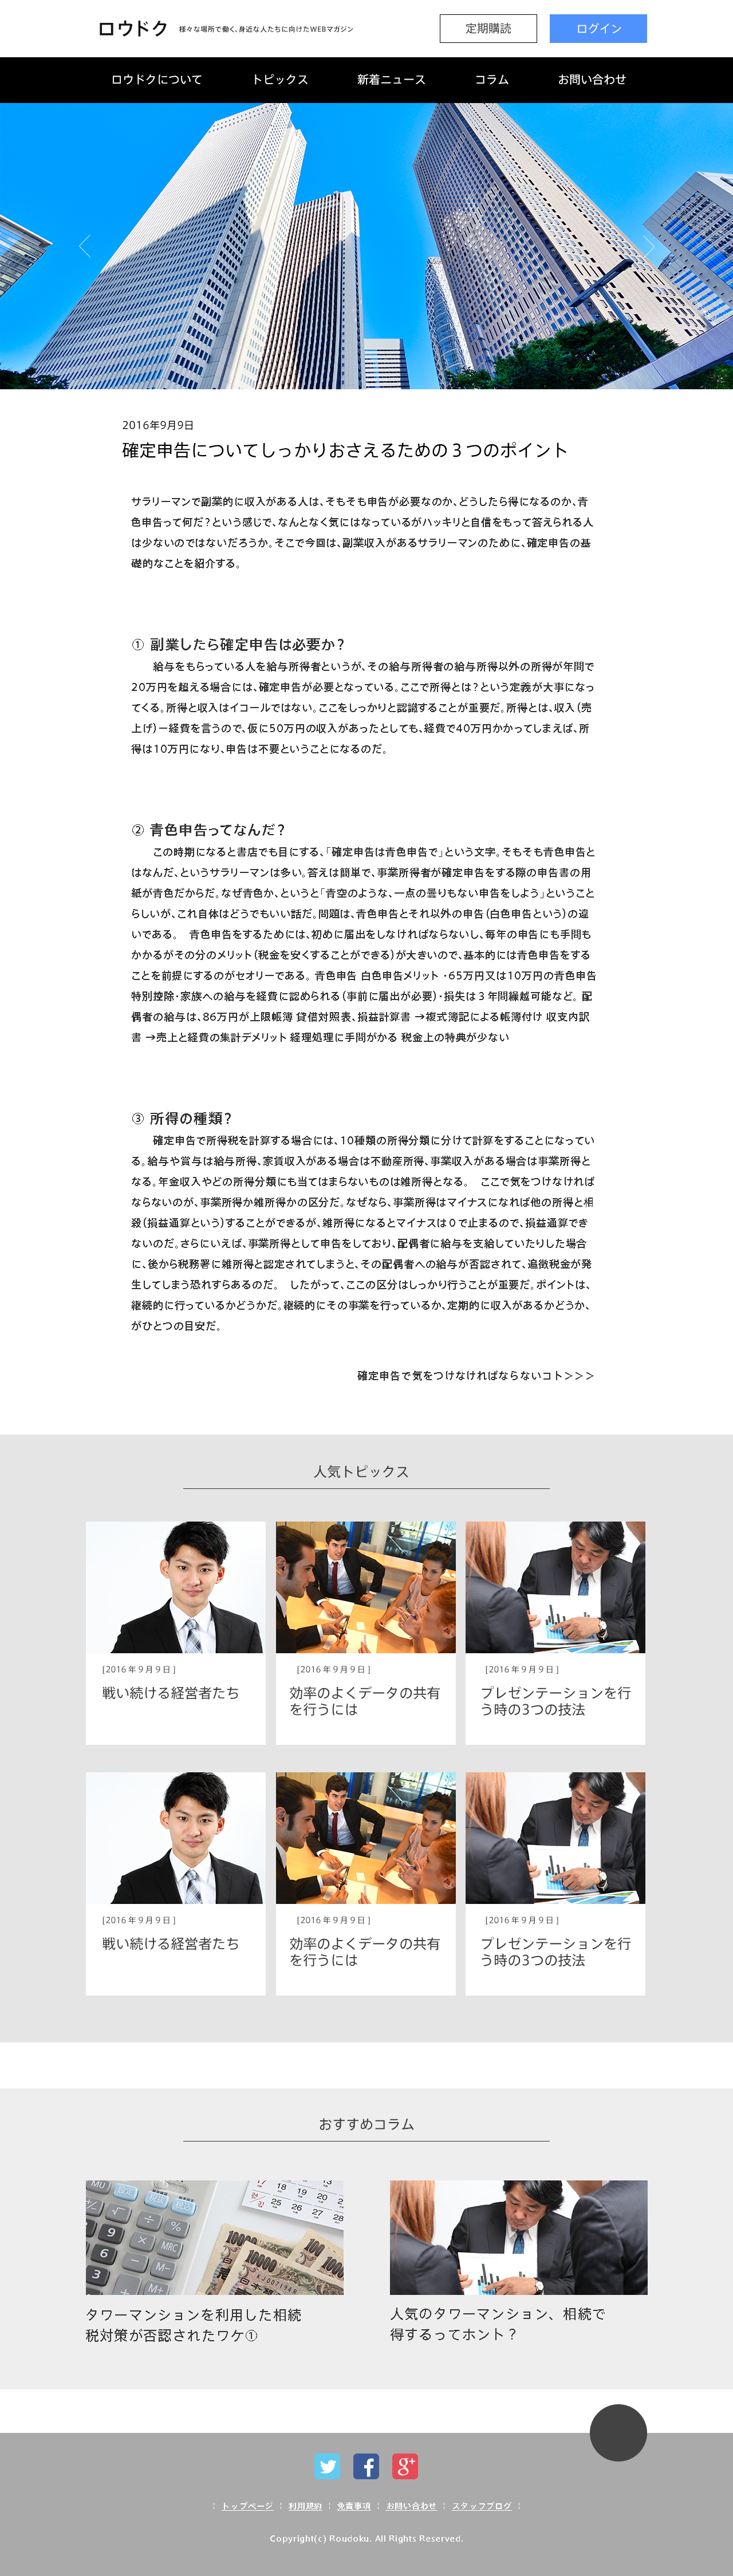 ロウドク 様々な場所で働く、身近な人たちに向けたWEBマガジン 定期購読 ログイン
ロウドクについて トピックス 新着ニュース コラム お問い合わせ
2016年9月9日
確定申告についてしっかりおさえるための３つのポイント
サラリーマンで副業的に収入がある人は、そもそも申告が必要なのか、どうしたら得になるのか、青
色申告って何だ？という感じで、なんとなく気にはなっているがハッキリと自信をもって答えられる人
は少ないのではないだろうか。そこで今回は、副業収入があるサラリーマンのために、確定申告の基
礎的なことを紹介する。
① 副業したら確定申告は必要か？
給与をもらっている人を給与所得者というが、その給与所得者の給与所得以外の所得が年間で
20万円を超える場合には、確定申告が必要となっている。ここで所得とは？という定義が大事になっ
てくる。所得と収入はイコールではない。ここをしっかりと認識することが重要だ。所得とは、収入（売
上げ）ー経費を言うので、仮に50万円の収入があったとしても、経費で40万円かかってしまえば、所
得は10万円になり、申告は不要ということになるのだ。
② 青色申告ってなんだ？
この時期になると書店でも目にする、「確定申告は青色申告で」という文字。そもそも青色申告と
はなんだ、というサラリーマンは多い。答えは簡単で、事業所得者が確定申告をする際の申告書の用
紙が青色だからだ。なぜ青色か、というと「青空のような、一点の曇りもない申告をしよう」ということ
らしいが、これ自体はどうでもいい話だ。問題は、青色申告とそれ以外の申告（白色申告という）の違
いである。 青色申告をするためには、初めに届出をしなければならないし、毎年の申告にも手間も
かかるがその分のメリット（税金を安くすることができる）が大きいので、基本的には青色申告をする
ことを前提にするのがセオリーである。 青色申告 白色申告メリット ・65万円又は10万円の青色申告
特別控除・家族への給与を経費に認められる（事前に届出が必要）・損失は３年間繰越可能など。 配
偶者の給与は、86万円が上限帳簿 貸借対照表、損益計算書 →複式簿記による帳簿付け 収支内訳
書 →売上と経費の集計デメリット 経理処理に手間がかる 税金上の特典が少ない
③ 所得の種類？
確定申告で所得税を計算する場合には、10種類の所得分類に分けて計算をすることになってい
る。給与や賞与は給与所得、家賃収入がある場合は不動産所得、事業収入がある場合は事業所得と
なる。年金収入やどの所得分類にも当てはまらないものは雑所得となる。 ここで気をつけなければ
ならないのが、事業所得か雑所得かの区分だ。なぜなら、事業所得はマイナスになれば他の所得と相
殺（損益通算という）することができるが、雑所得になるとマイナスは０で止まるので、損益通算でき
ないのだ。さらにいえば、事業所得として申告をしており、配偶者に給与を支給していたりした場合
に、後から税務署に雑所得と認定されてしまうと、その配偶者への給与が否認されて、追徴税金が発
生してしまう恐れすらあるのだ。 したがって、ここの区分はしっかり行うことが重要だ。ポイントは、
継続的に行っているかどうかだ。継続的にその事業を行っているか、定期的に収入があるかどうか、
がひとつの目安だ。
確定申告で気をつけなければならないコト＞＞＞
人気トピックス
[2016年９月９日] [2016年９月９日] [2016年９月９日]
戦い続ける経営者たち 効率のよくデータの共有 プレゼンテーションを行
を行うには う時の3つの技法
[2016年９月９日] [2016年９月９日] [2016年９月９日]
戦い続ける経営者たち 効率のよくデータの共有 プレゼンテーションを行
を行うには う時の3つの技法
おすすめコラム
タワーマンションを利用した相続 人気のタワーマンション、相続で
税対策が否認されたワケ① 得するってホント？
： トップページ ： 利用規約 ： 免責事項 ： お問い合わせ ： スタッフブログ ：
Copyright(c) Roudoku. All Rights Reserved.